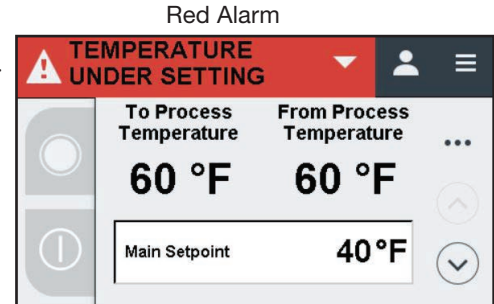 Red Alarm
TEMPERATURE
UNDER SETTING
To Process
Temperature
From Process
Temperature
60 °F
60 °F
Main Setpoint
40°F